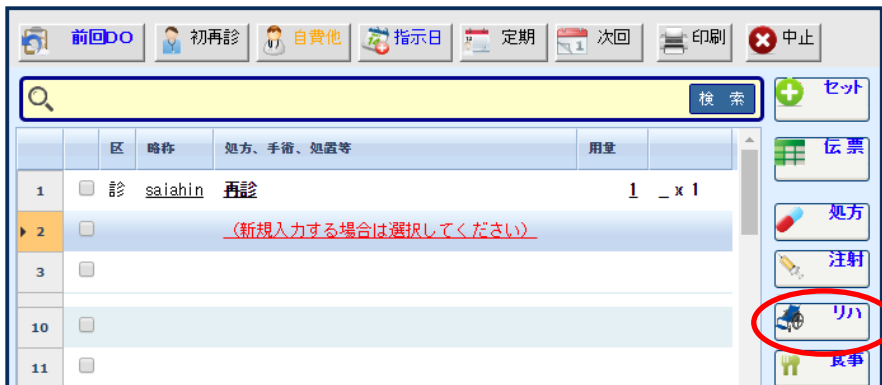 前回DO 初再診 自費他 指示日 定期 次回 印刷 中止
検 索
セット
区 略称 処方、手術、処置等 用量
伝票
1 診 saiahin 再診 1 _ x 1
処方
2 （新規入力する場合は選択してください）
注射
3
リハ
10
食事
11